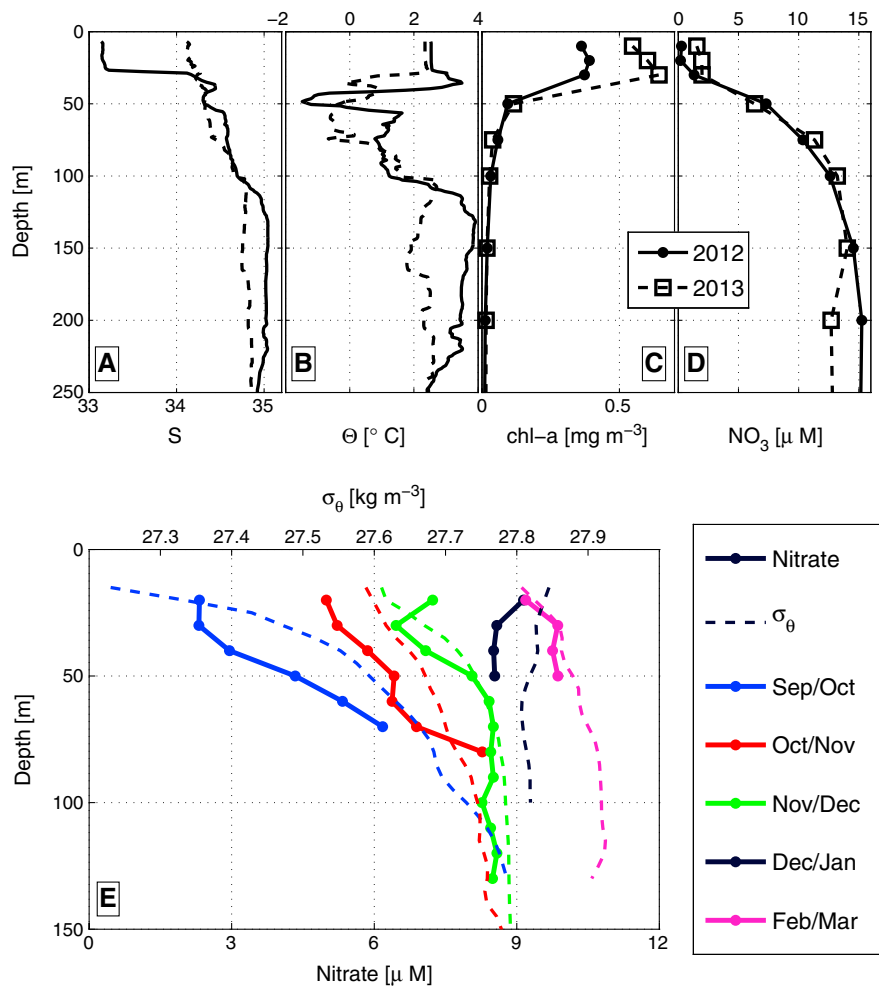 −2 0 2 4 0 5 10 15
0
50
100
150
200
250
Depth [m]
A
B
C
D
2012
2013
33 34 35
0 0.5
S
Θ [° C]
chl−a [mg m⁻³]
NO₃ [μ M]
σ_θ [kg m⁻³]
27.3 27.4 27.5 27.6 27.7 27.8 27.9
0
50
100
150
Depth [m]
E
0 3 6 9 12
Nitrate [μ M]
Nitrate
σ_θ
Sep/Oct
Oct/Nov
Nov/Dec
Dec/Jan
Feb/Mar